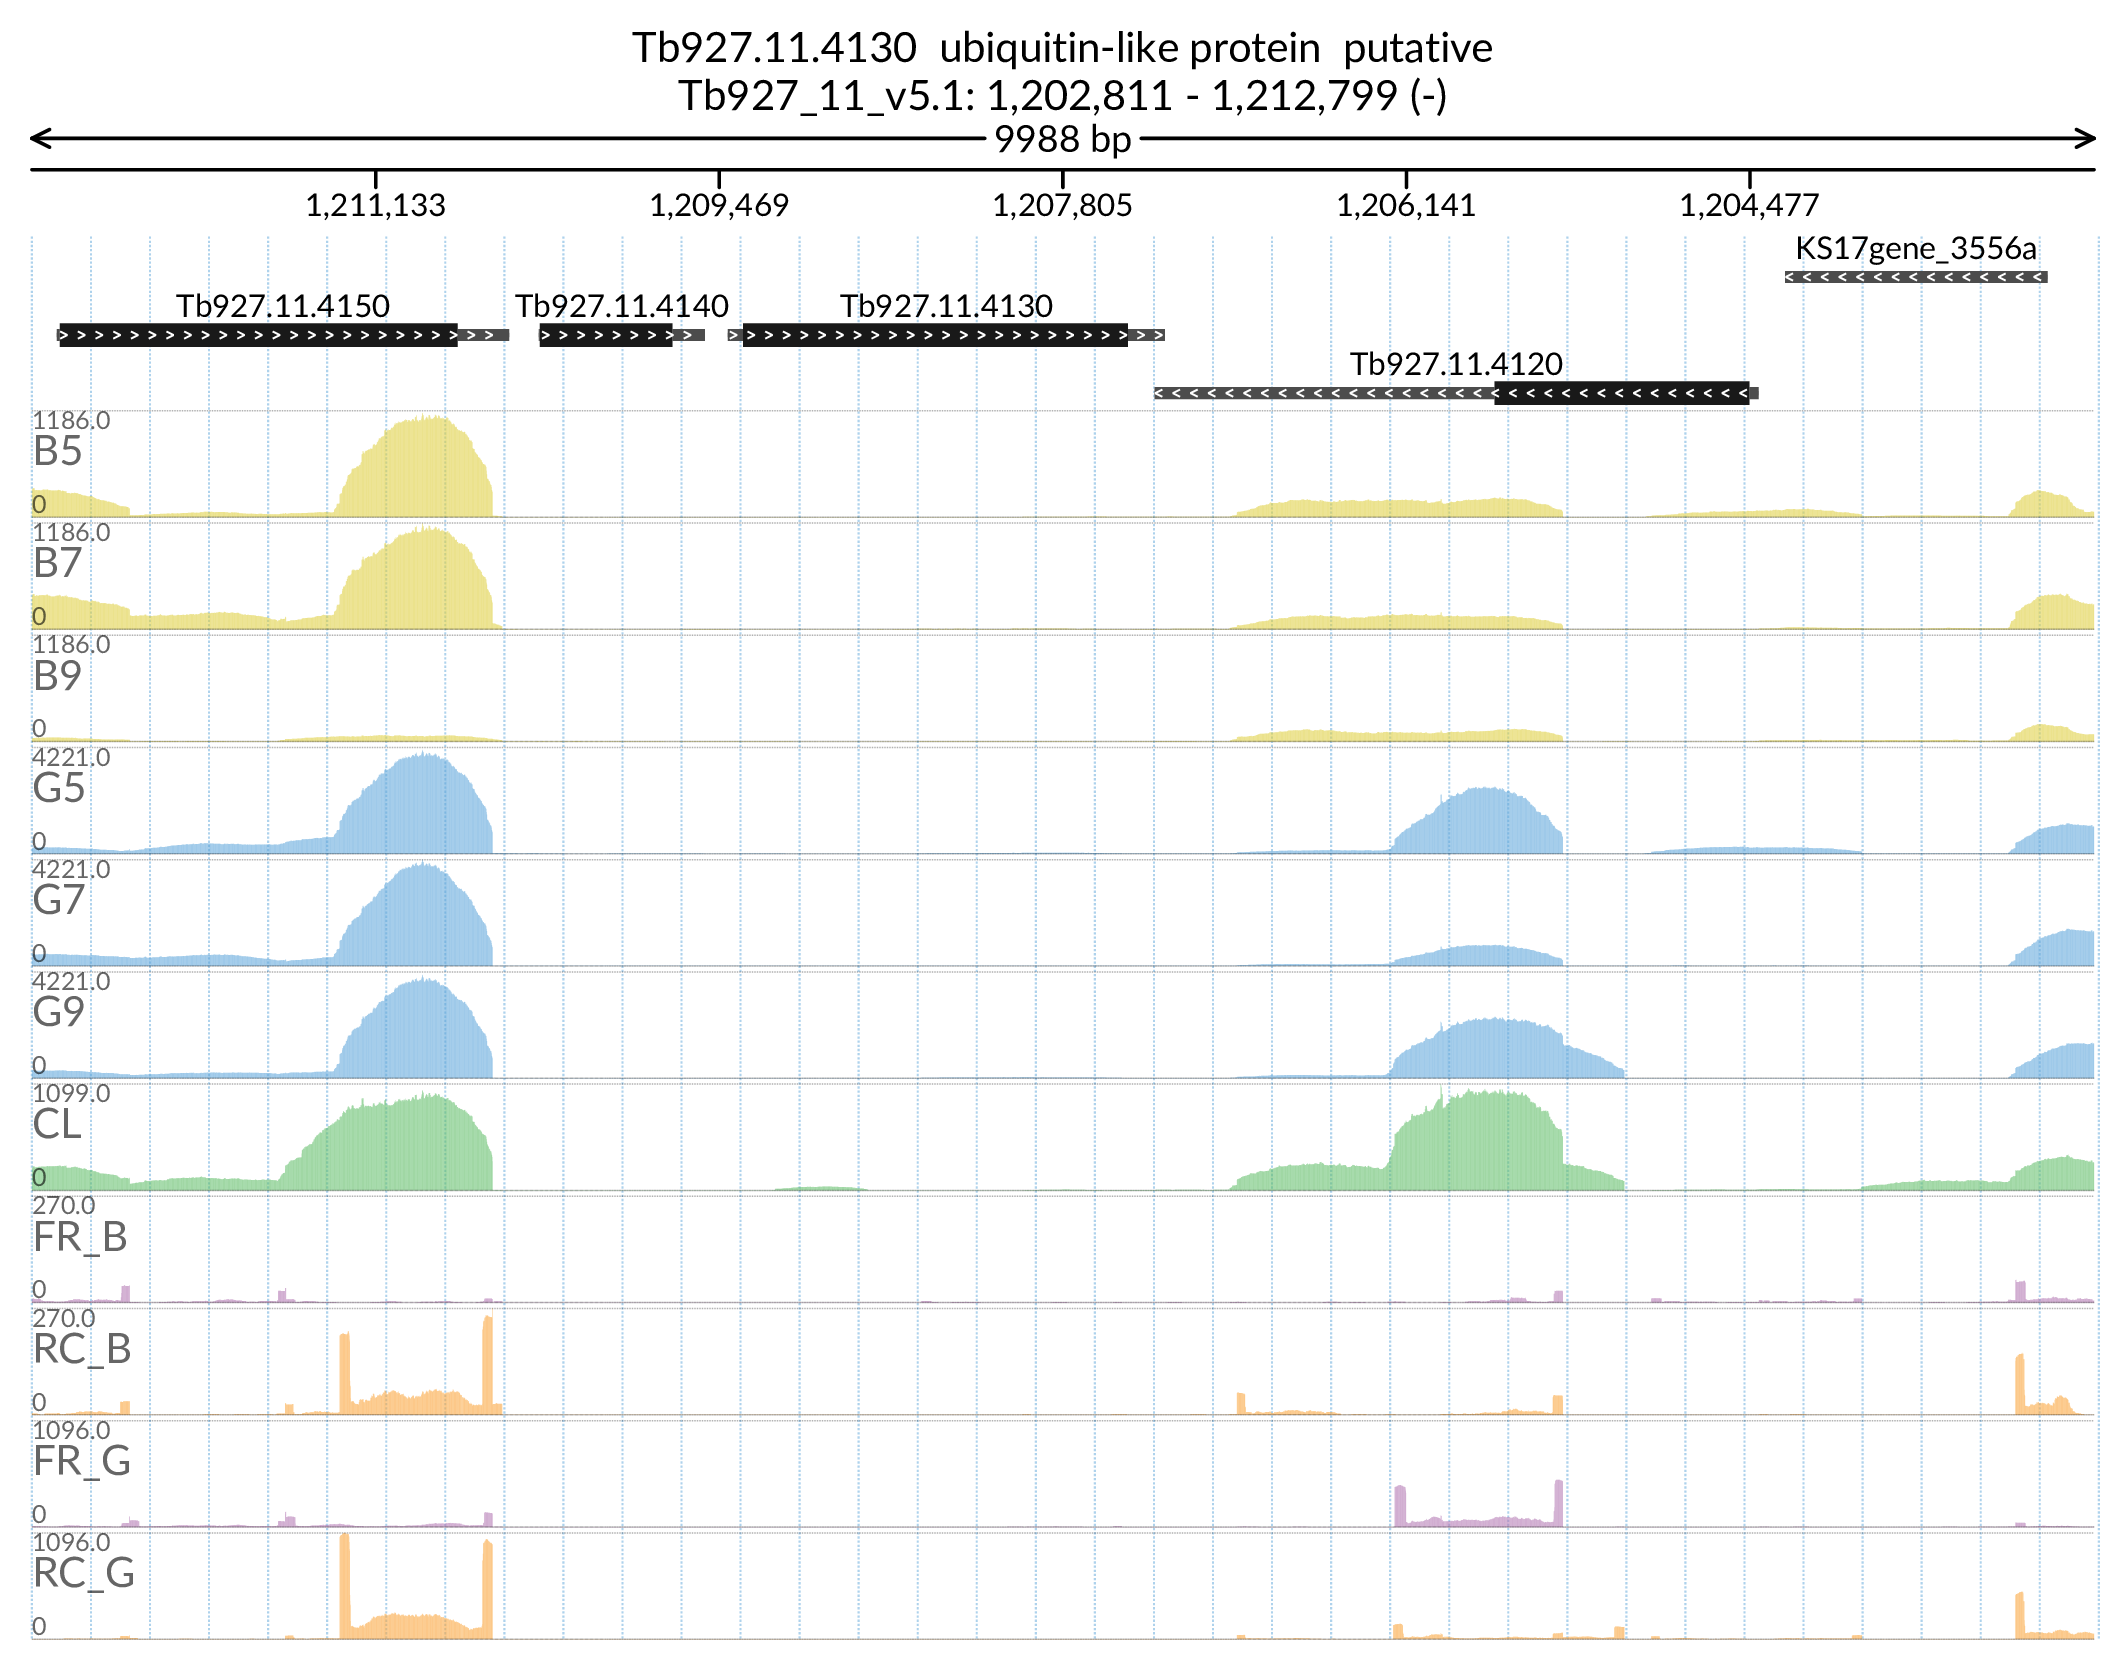 Tb927.11.4130  ubiquitin-like protein  putative
Tb927_11_v5.1: 1,202,811 - 1,212,799 (-)
9988 bp
1,211,133 1,209,469 1,207,805 1,206,141 1,204,477
KS17gene_3556a
Tb927.11.4150 Tb927.11.4140 Tb927.11.4130
Tb927.11.4120
1186.0
B5
0
1186.0
B7
0
1186.0
B9
0
4221.0
G5
0
4221.0
G7
0
4221.0
G9
0
1099.0
CL
0
270.0
FR_B
0
270.0
RC_B
0
1096.0
FR_G
0
1096.0
RC_G
0